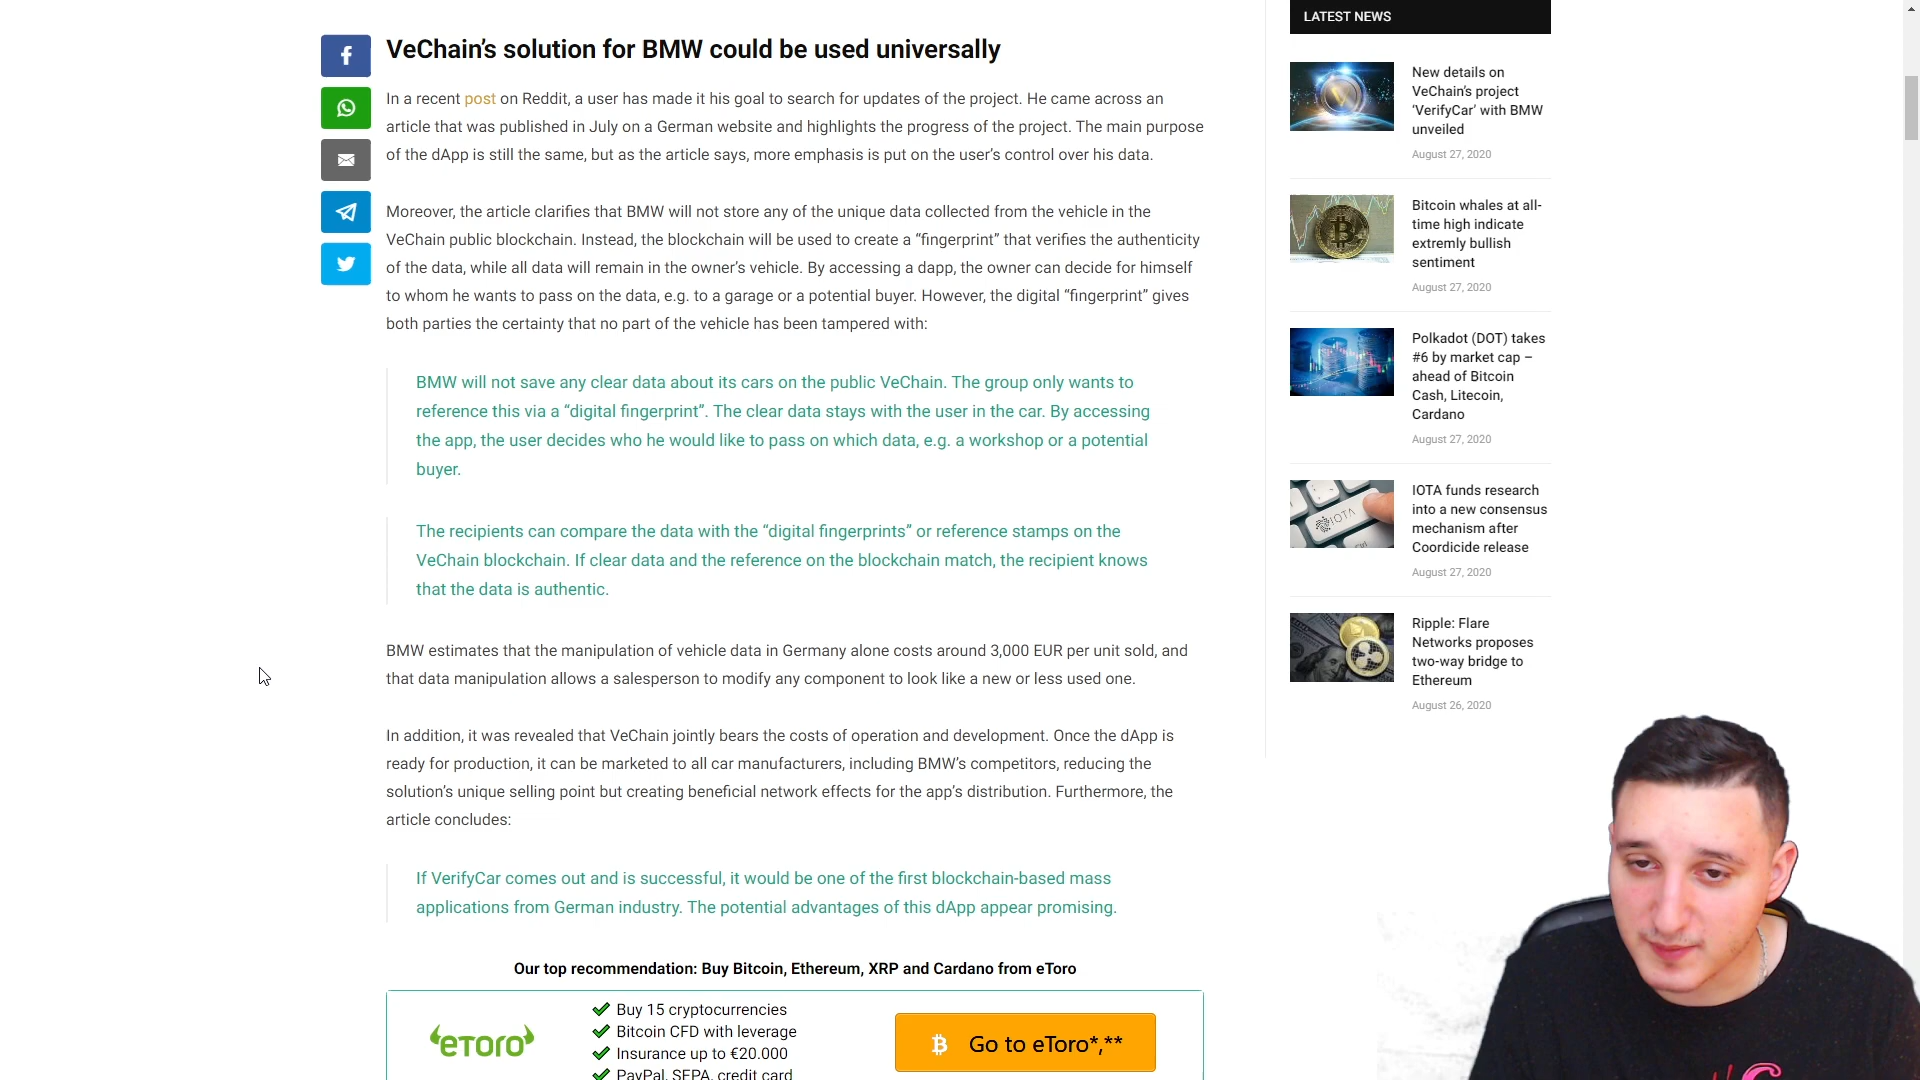 VeChain’s solution for BMW could be used universally
In a recent post on Reddit, a user has made it his goal to search for updates of the project. He came across an
article that was published in July on a German website and highlights the progress of the project. The main purpose
of the dApp is still the same, but as the article says, more emphasis is put on the user’s control over his data.
Moreover, the article clarifies that BMW will not store any of the unique data collected from the vehicle in the
VeChain public blockchain. Instead, the blockchain will be used to create a “fingerprint” that verifies the authenticity
of the data, while all data will remain in the owner’s vehicle. By accessing a dapp, the owner can decide for himself
to whom he wants to pass on the data, e.g. to a garage or a potential buyer. However, the digital “fingerprint” gives
both parties the certainty that no part of the vehicle has been tampered with:
BMW will not save any clear data about its cars on the public VeChain. The group only wants to
reference this via a “digital fingerprint”. The clear data stays with the user in the car. By accessing
the app, the user decides who he would like to pass on which data, e.g. a workshop or a potential
buyer.
The recipients can compare the data with the “digital fingerprints” or reference stamps on the
VeChain blockchain. If clear data and the reference on the blockchain match, the recipient knows
that the data is authentic.
BMW estimates that the manipulation of vehicle data in Germany alone costs around 3,000 EUR per unit sold, and
that data manipulation allows a salesperson to modify any component to look like a new or less used one.
In addition, it was revealed that VeChain jointly bears the costs of operation and development. Once the dApp is
ready for production, it can be marketed to all car manufacturers, including BMW’s competitors, reducing the
solution’s unique selling point but creating beneficial network effects for the app’s distribution. Furthermore, the
article concludes:
If VerifyCar comes out and is successful, it would be one of the first blockchain-based mass
applications from German industry. The potential advantages of this dApp appear promising.
Our top recommendation: Buy Bitcoin, Ethereum, XRP and Cardano from eToro
eToro
Buy 15 cryptocurrencies
Bitcoin CFD with leverage
Insurance up to €20.000
PayPal, SEPA, credit card
Go to eToro*,**
LATEST NEWS
New details on
VeChain’s project
‘VerifyCar’ with BMW
unveiled
August 27, 2020
Bitcoin whales at all-
time high indicate
extremly bullish
sentiment
August 27, 2020
Polkadot (DOT) takes
#6 by market cap –
ahead of Bitcoin
Cash, Litecoin,
Cardano
August 27, 2020
IOTA
IOTA funds research
into a new consensus
mechanism after
Coordicide release
August 27, 2020
Ripple: Flare
Networks proposes
two-way bridge to
Ethereum
August 26, 2020